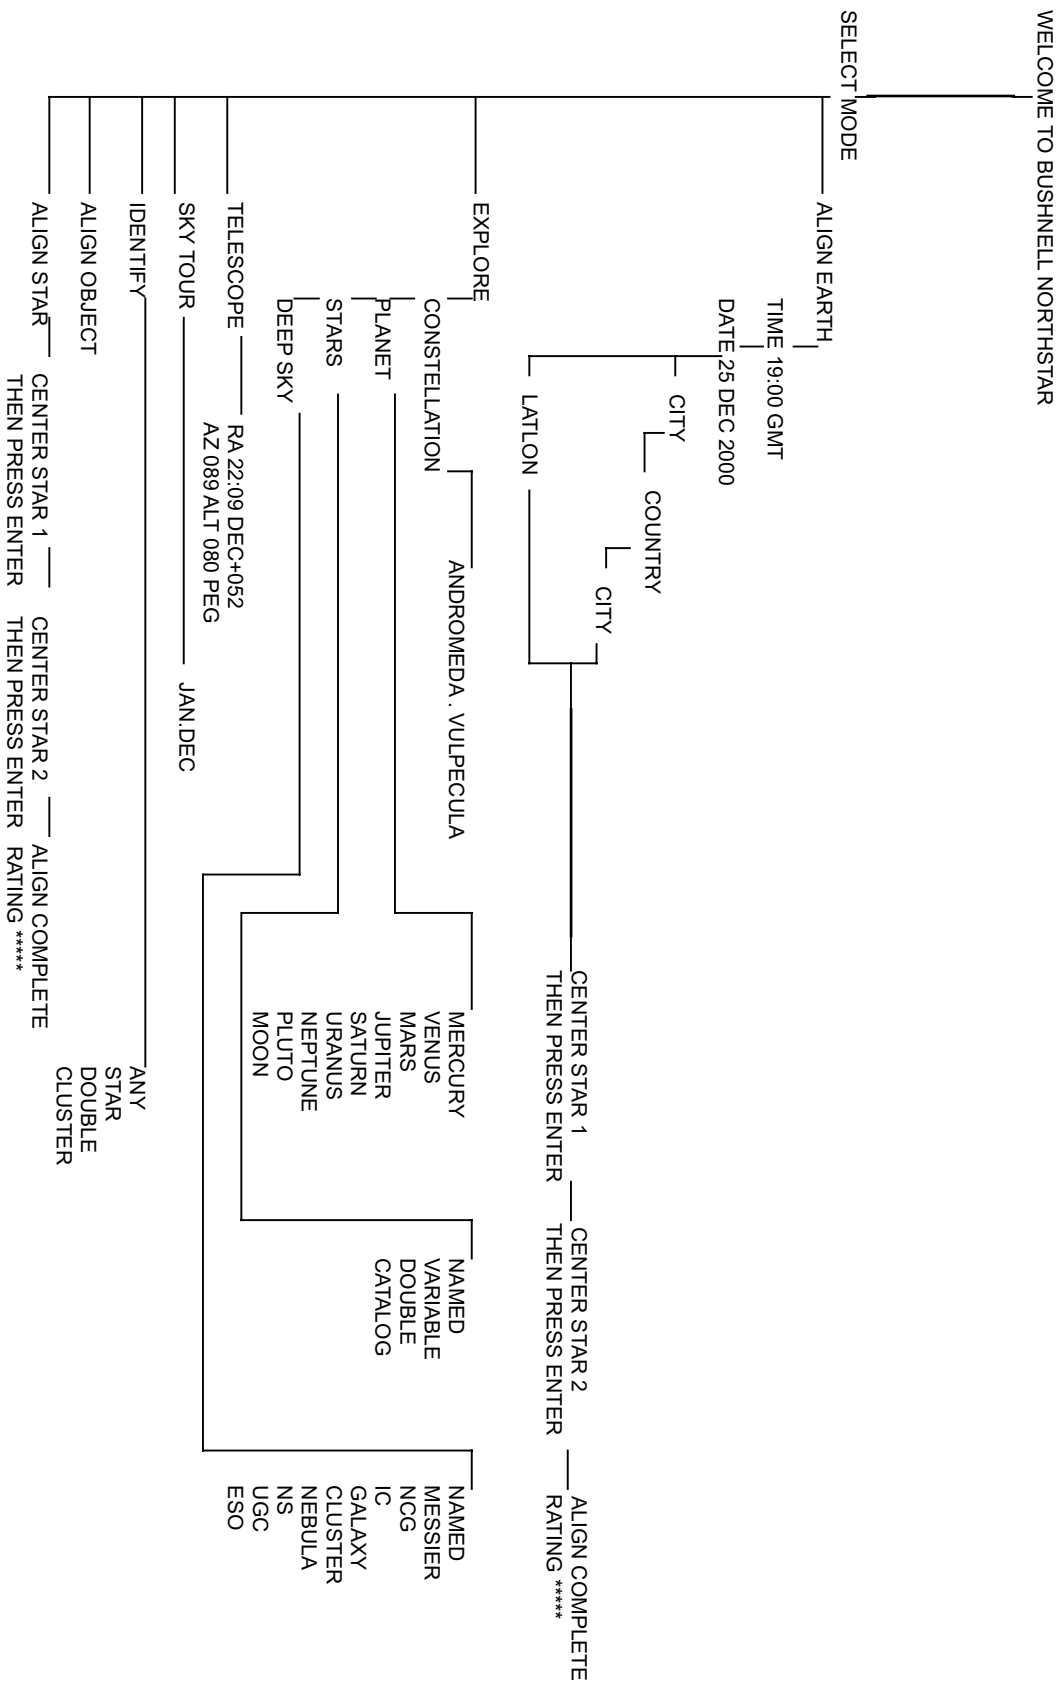 WELCOME TO BUSHNELL NORTHSTAR
SELECT MODE
ALIGN EARTH
TIME 19:00 GMT
DATE 25 DEC 2000
CITY
COUNTRY
CITY
LATLON
CENTER STAR 1
THEN PRESS ENTER
CENTER STAR 2
THEN PRESS ENTER
ALIGN COMPLETE
RATING *****
EXPLORE
CONSTELLATION
ANDROMEDA . VULPECULA
PLANET
MERCURY
VENUS
MARS
JUPITER
SATURN
URANUS
NEPTUNE
PLUTO
MOON
STARS
NAMED
VARIABLE
DOUBLE
CATALOG
DEEP SKY
NAMED
MESSIER
NCG
IC
GALAXY
CLUSTER
NEBULA
NS
UGC
ESO
TELESCOPE
RA 22:09 DEC+052
AZ 089 ALT 080 PEG
SKY TOUR
JAN.DEC
IDENTIFY
ANY
STAR
DOUBLE
CLUSTER
ALIGN OBJECT
ALIGN STAR
CENTER STAR 1
THEN PRESS ENTER
CENTER STAR 2
THEN PRESS ENTER
ALIGN COMPLETE
RATING *****